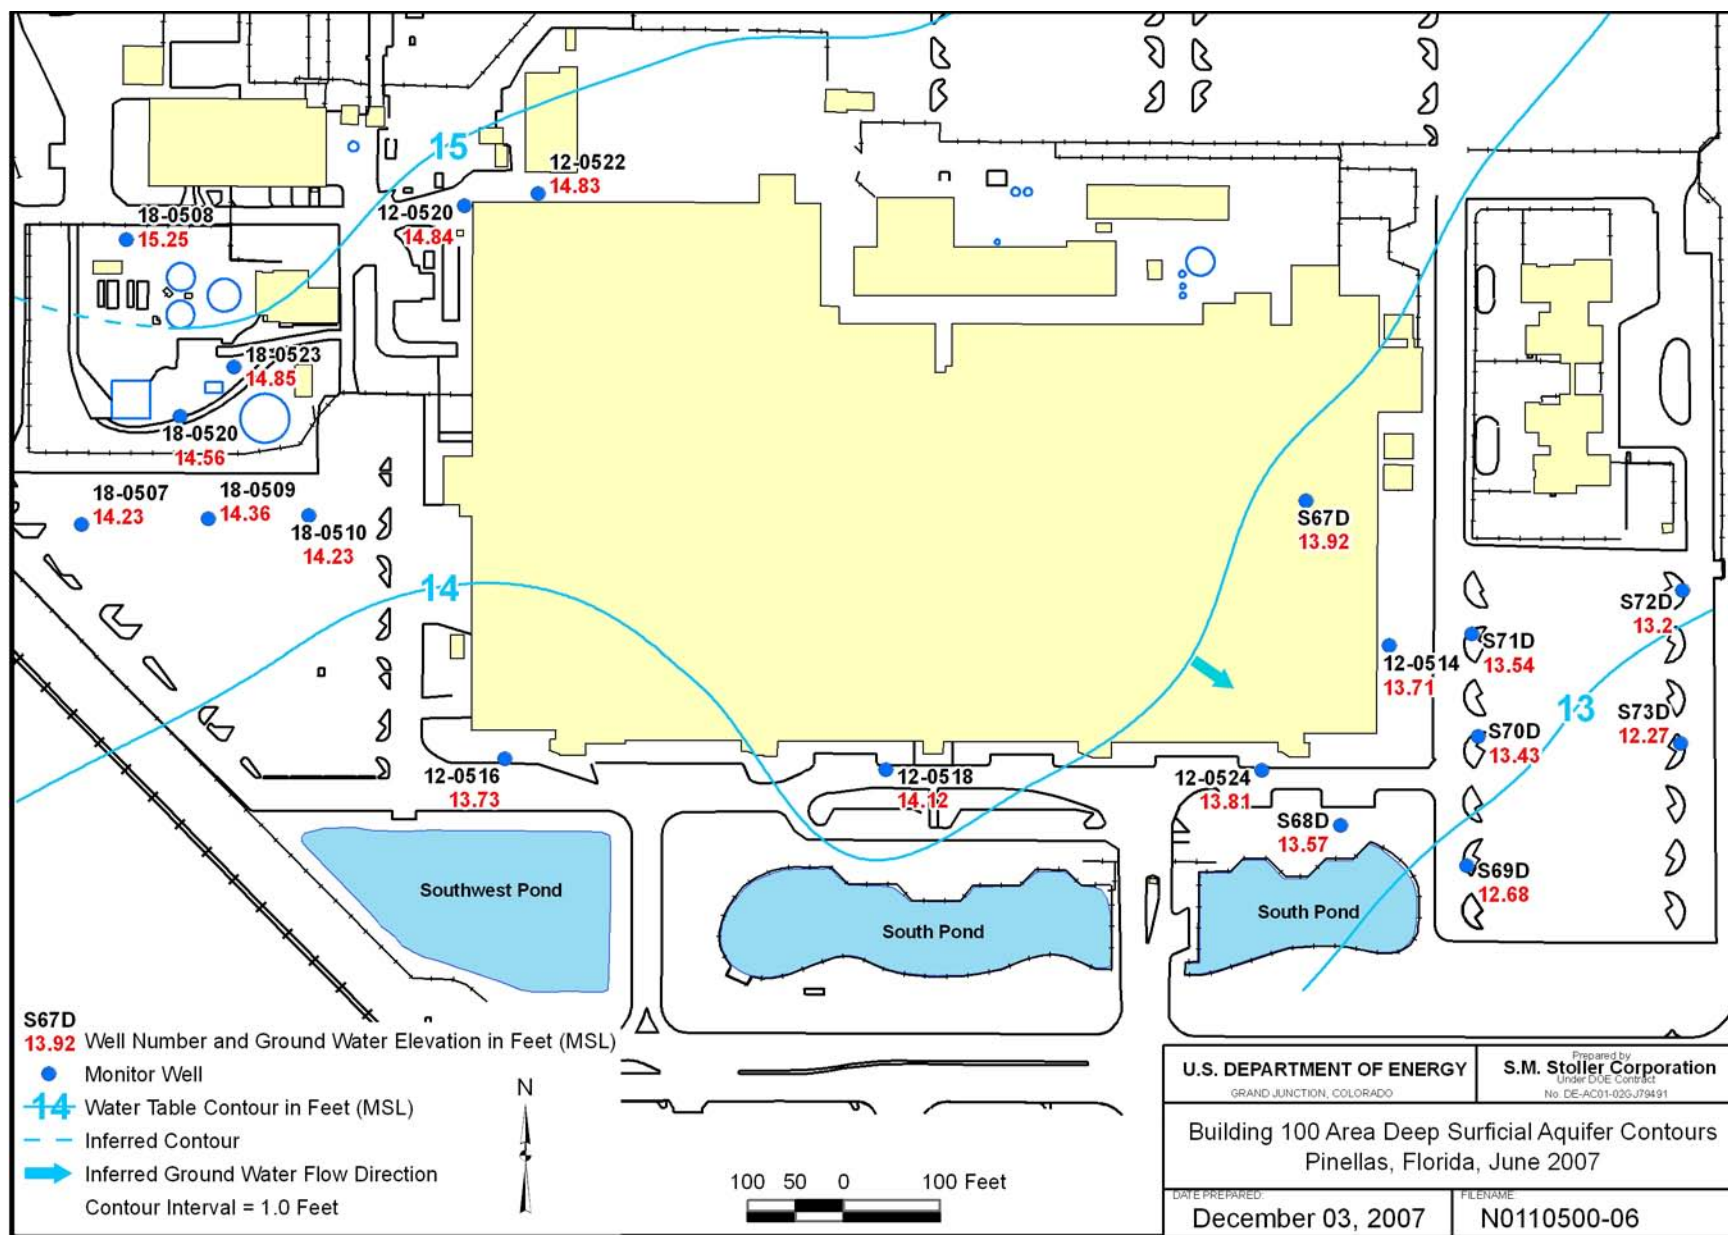 15
12-0522
14.83
12-0520
14.84
18-0508
15.25
18-0523
14.85
18-0520
14.56
18-0507
14.23
18-0509
14.36
18-0510
14.23
14
S67D
13.92
S72D
13.2
S71D
13.54
12-0514
13.71
13
S73D
12.27
S70D
13.43
12-0516
13.73
12-0518
14.12
12-0524
13.81
S68D
13.57
S69D
12.68
Southwest Pond
South Pond
South Pond
S67D
13.92 Well Number and Ground Water Elevation in Feet (MSL)
Monitor Well
14 Water Table Contour in Feet (MSL)
Inferred Contour
Inferred Ground Water Flow Direction
Contour Interval = 1.0 Feet
N
100 50 0 100 Feet
U.S. DEPARTMENT OF ENERGY
GRAND JUNCTION, COLORADO
Prepared by
S.M. Stoller Corporation
Under DOE Contract
No. DE-AC01-02GJ79491
Building 100 Area Deep Surficial Aquifer Contours
Pinellas, Florida, June 2007
DATE PREPARED:
December 03, 2007
FILENAME:
N0110500-06